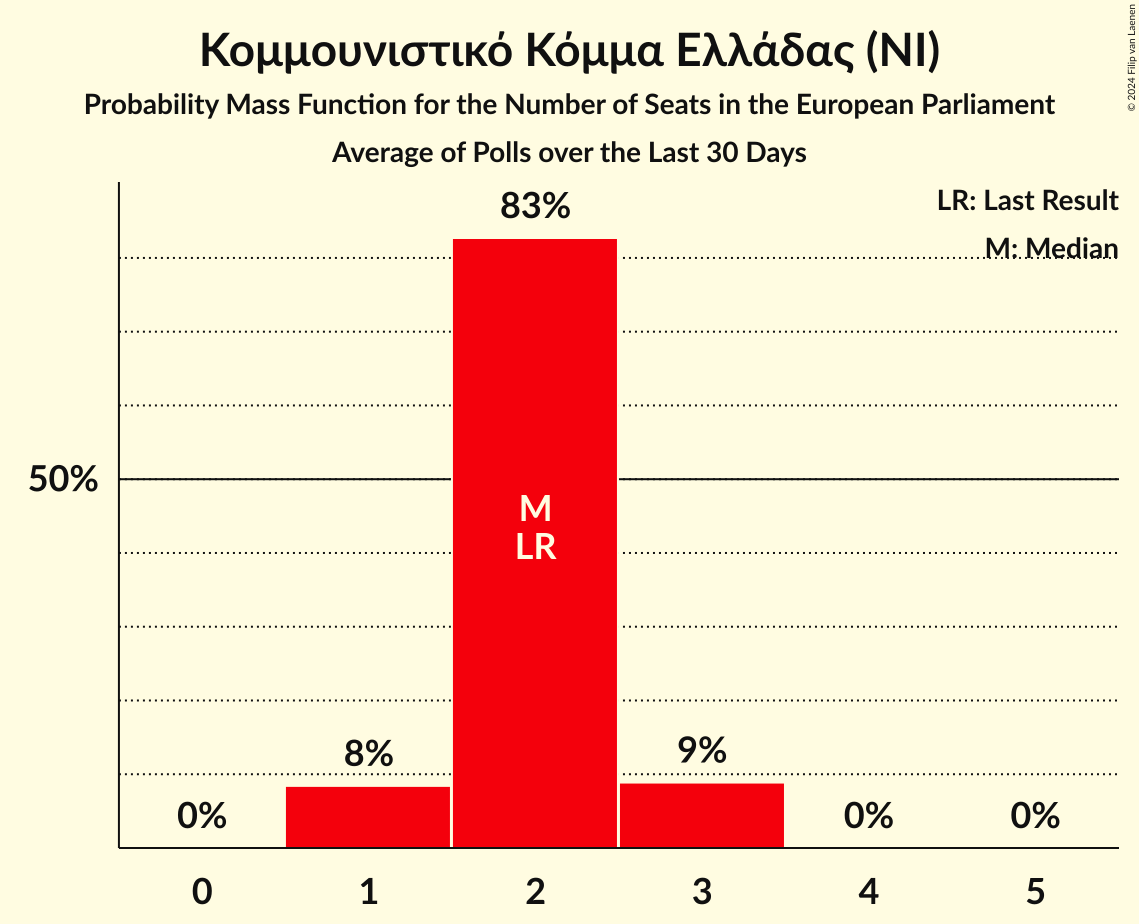 Κομμουνιστικό Κόμμα Ελλάδας (NI)
Probability Mass Function for the Number of Seats in the European Parliament
Average of Polls over the Last 30 Days
© 2024 Filip van Laenen
LR: Last Result
M: Median
83%
50%
M
LR
8%
9%
0%
0%
0%
0
1
2
3
4
5